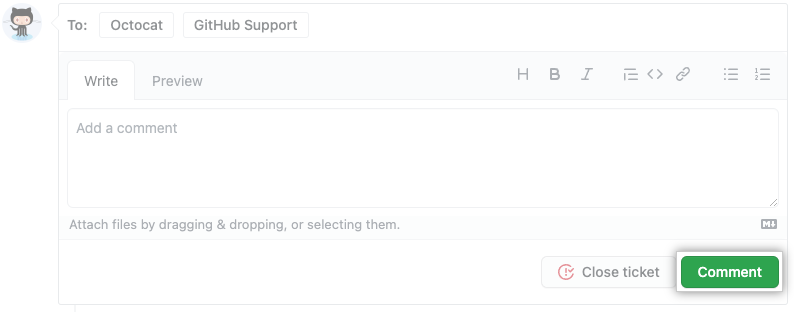 To: Octocat GitHub Support
Write Preview H B I
Add a comment
Attach files by dragging & dropping, or selecting them.
Close ticket Comment